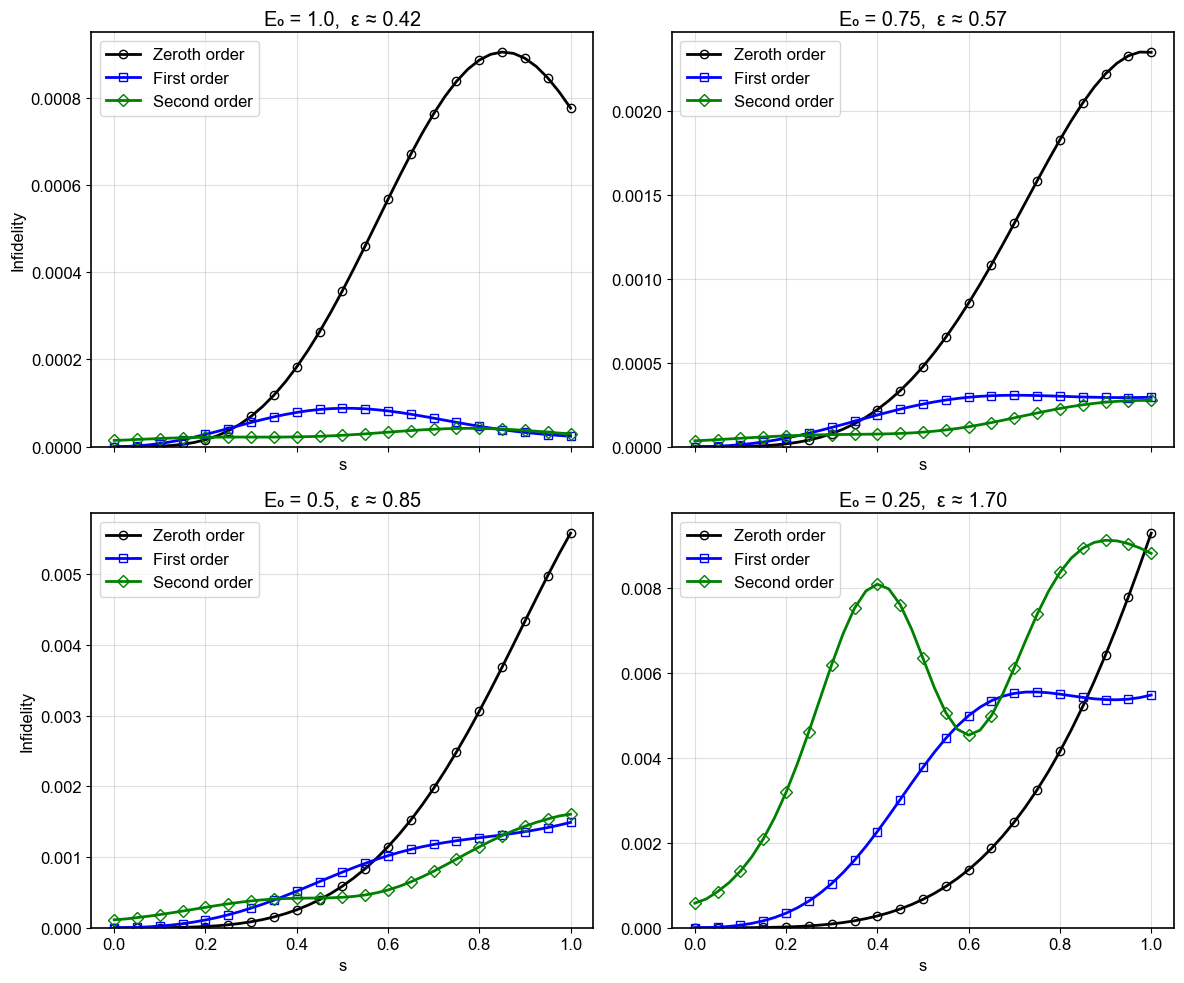 E₀ = 1.0,  ε ≈ 0.42
Zeroth order
First order
Second order
0.0008
0.0006
0.0004
0.0002
0.0000
Infidelity
s
E₀ = 0.75,  ε ≈ 0.57
Zeroth order
First order
Second order
0.0020
0.0015
0.0010
0.0005
0.0000
s
E₀ = 0.5,  ε ≈ 0.85
Zeroth order
First order
Second order
0.005
0.004
0.003
0.002
0.001
0.000
Infidelity
0.0 0.2 0.4 0.6 0.8 1.0
s
E₀ = 0.25,  ε ≈ 1.70
Zeroth order
First order
Second order
0.008
0.006
0.004
0.002
0.000
0.0 0.2 0.4 0.6 0.8 1.0
s